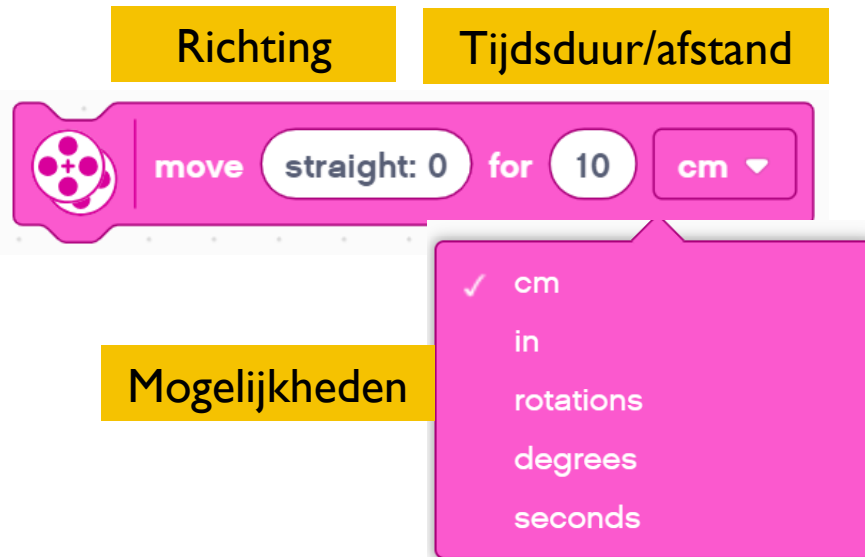 Richting
Tijdsduur/afstand
move straight: 0 for 10 cm
cm
in
Mogelijkheden
rotations
degrees
seconds